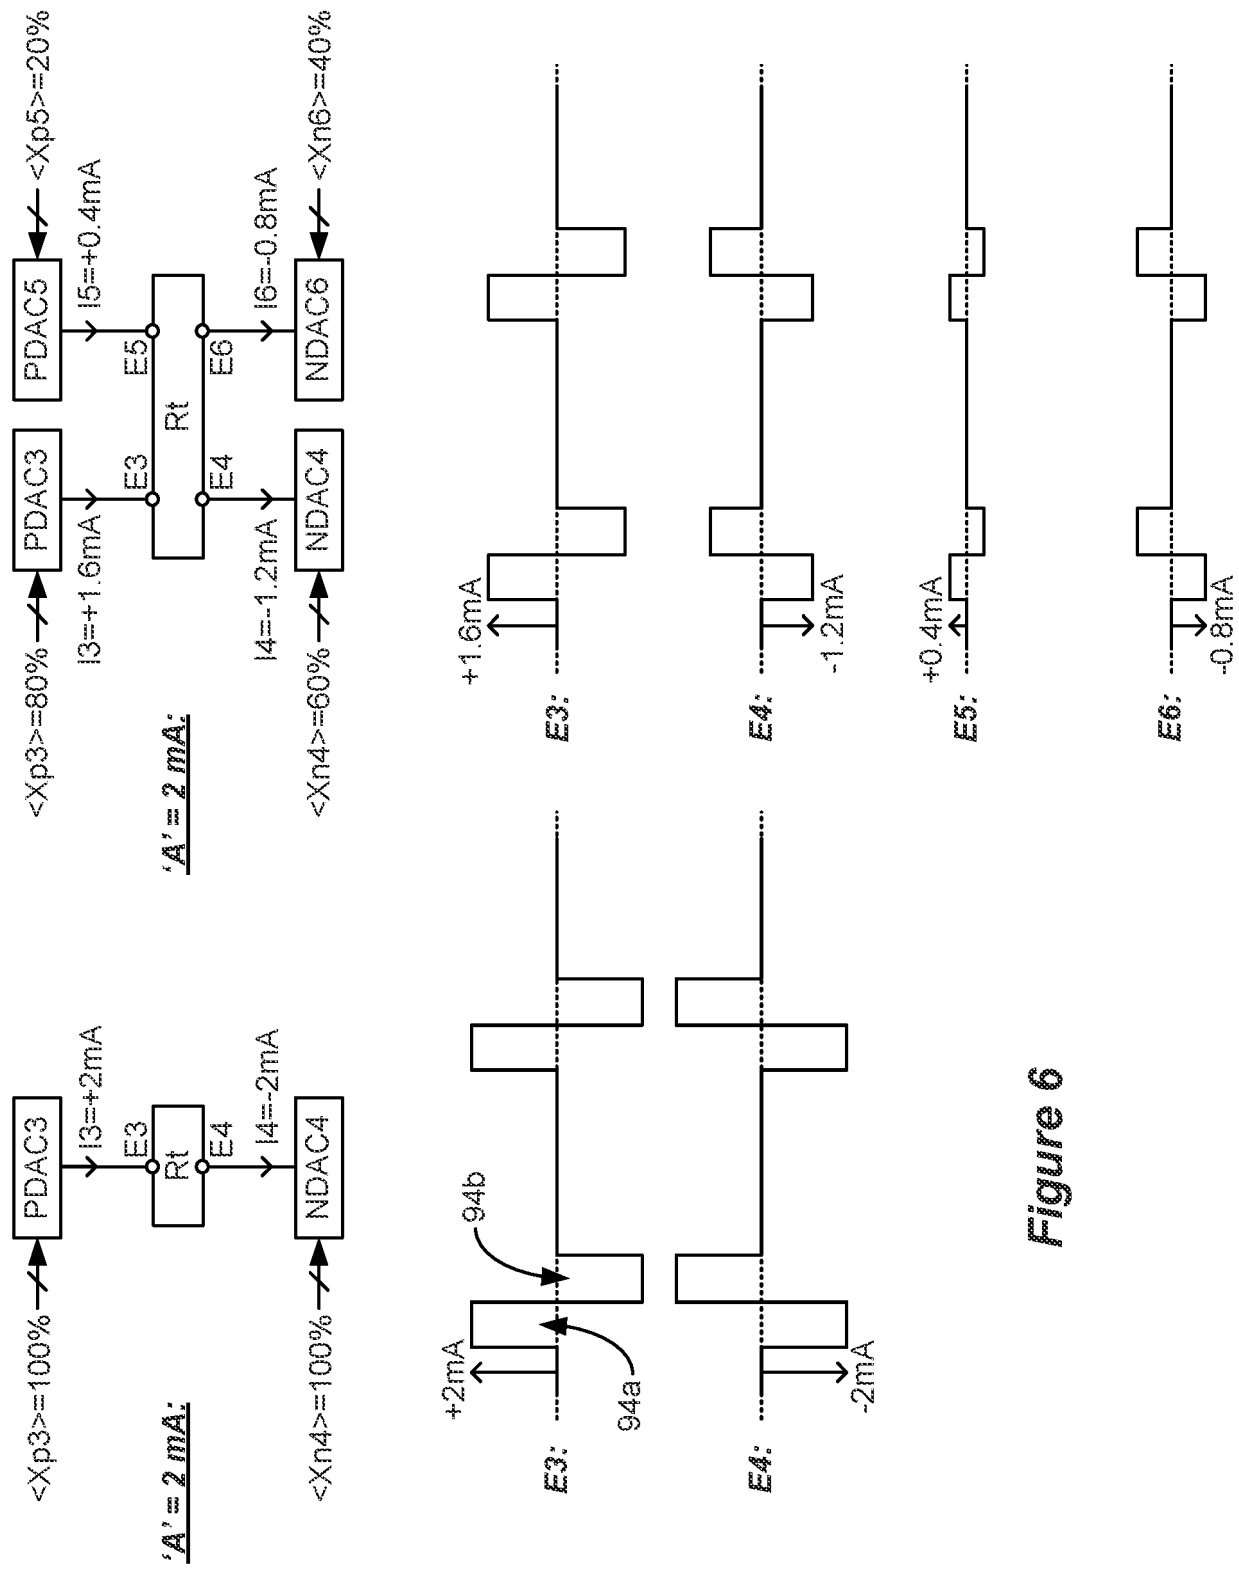 'A' = 2 mA:
<Xp3>=100%
PDAC3
I3=+2mA
E3
Rt
E4
I4=-2mA
<Xn4>=100%
NDAC4
E3:
+2mA
94a
94b
E4:
-2mA
'A' = 2 mA:
<Xp3>=80%
PDAC3
PDAC5
<Xp5>=20%
I3=+1.6mA
I5=+0.4mA
E3
E5
Rt
E4
E6
I4=-1.2mA
I6=-0.8mA
<Xn4>=60%
NDAC4
NDAC6
<Xn6>=40%
E3:
+1.6mA
E4:
-1.2mA
E5:
+0.4mA
E6:
-0.8mA
Figure 6